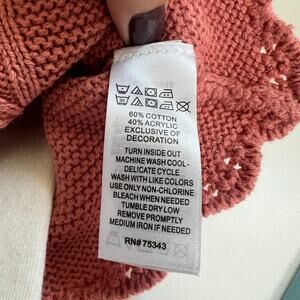 60% COTTON
40% ACRYLIC
EXCLUSIVE OF
DECORATION
TURN INSIDE OUT
MACHINE WASH COOL -
DELICATE CYCLE
WASH WITH LIKE COLORS
USE ONLY NON-CHLORINE
BLEACH WHEN NEEDED
TUMBLE DRY LOW
REMOVE PROMPTLY
MEDIUM IRON IF NEEDED
RN# 75343